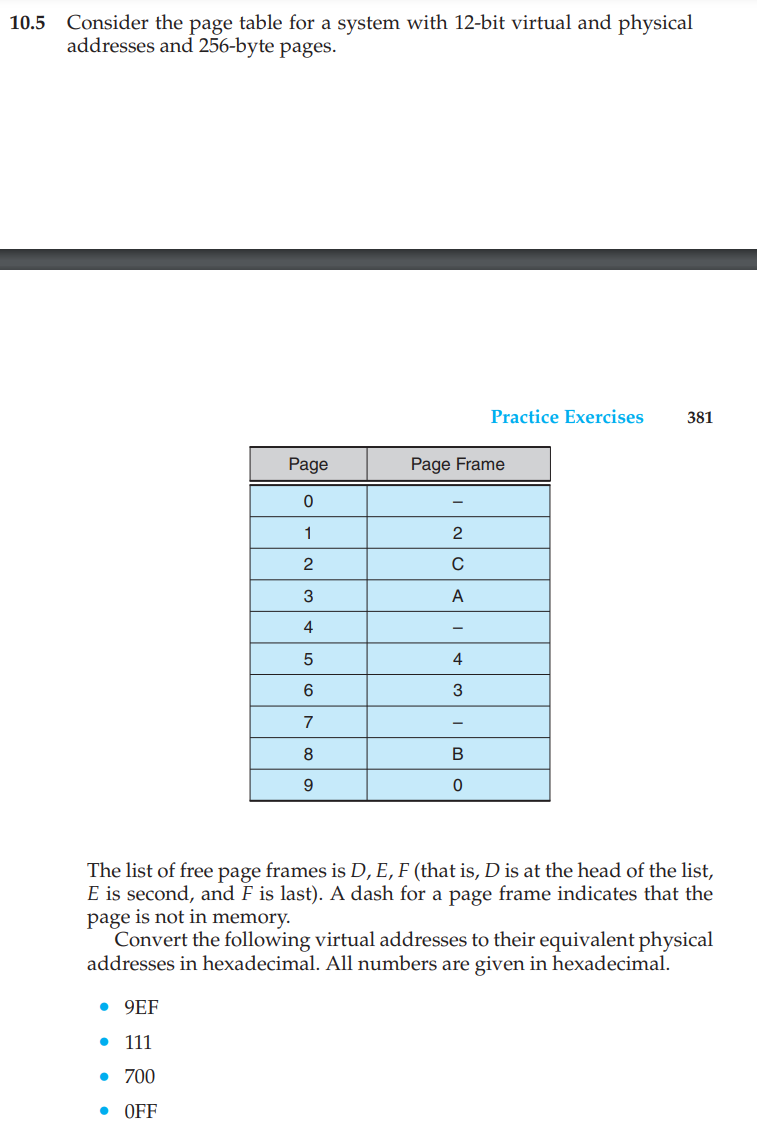 10.5 Consider the page table for a system with 12-bit virtual and physical
addresses and 256-byte pages.
Practice Exercises 381
Page Page Frame
0 –
1 2
2 C
3 A
4 –
5 4
6 3
7 –
8 B
9 0
The list of free page frames is D, E, F (that is, D is at the head of the list,
E is second, and F is last). A dash for a page frame indicates that the
page is not in memory.
Convert the following virtual addresses to their equivalent physical
addresses in hexadecimal. All numbers are given in hexadecimal.
• 9EF
• 111
• 700
• 0FF